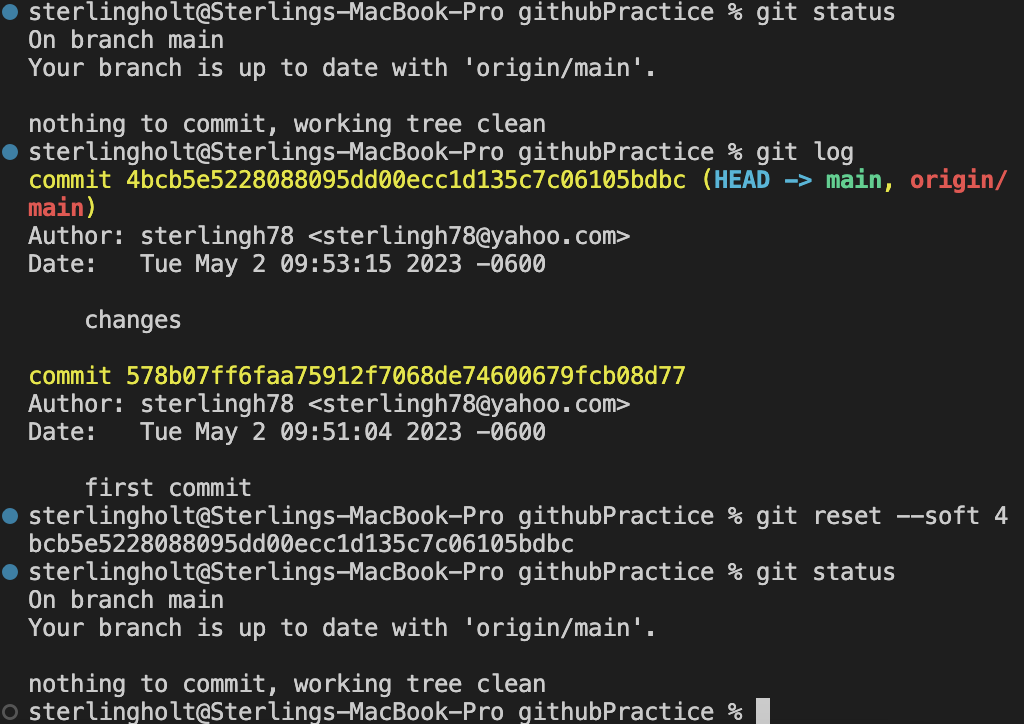 sterlingholt@Sterlings-MacBook-Pro githubPractice % git status
On branch main
Your branch is up to date with 'origin/main'.
nothing to commit, working tree clean
sterlingholt@Sterlings-MacBook-Pro githubPractice % git log
commit 4bcb5e5228088095dd00ecc1d135c7c06105bdbc (HEAD -> main, origin/
main)
Author: sterlingh78 <sterlingh78@yahoo.com>
Date:   Tue May 2 09:53:15 2023 -0600
    changes
commit 578b07ff6faa75912f7068de74600679fcb08d77
Author: sterlingh78 <sterlingh78@yahoo.com>
Date:   Tue May 2 09:51:04 2023 -0600
    first commit
sterlingholt@Sterlings-MacBook-Pro githubPractice % git reset --soft 4
bcb5e5228088095dd00ecc1d135c7c06105bdbc
sterlingholt@Sterlings-MacBook-Pro githubPractice % git status
On branch main
Your branch is up to date with 'origin/main'.
nothing to commit, working tree clean
sterlingholt@Sterlings-MacBook-Pro githubPractice %